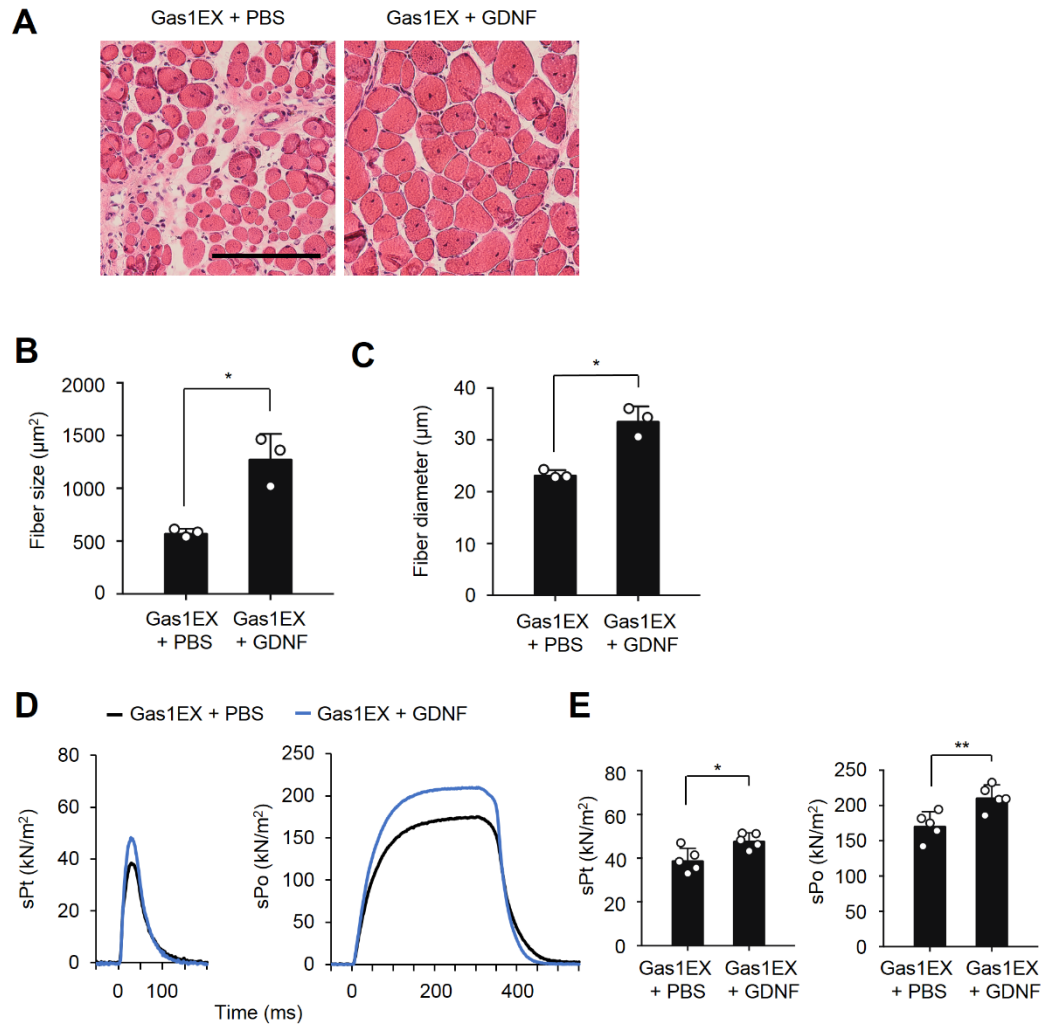 A
Gas1EX + PBS
Gas1EX + GDNF
B
Fiber size (µm²)
2000
1500
1000
500
0
*
Gas1EX
+ PBS
Gas1EX
+ GDNF
C
Fiber diameter (µm)
40
30
20
10
0
*
Gas1EX
+ PBS
Gas1EX
+ GDNF
D
Gas1EX + PBS
Gas1EX + GDNF
sPt (kN/m²)
80
60
40
20
0
0 100
sPo (kN/m²)
250
200
150
100
50
0
0 200 400
Time (ms)
E
sPt (kN/m²)
80
60
40
20
0
*
Gas1EX
+ PBS
Gas1EX
+ GDNF
sPo (kN/m²)
250
200
150
100
50
0
**
Gas1EX
+ PBS
Gas1EX
+ GDNF